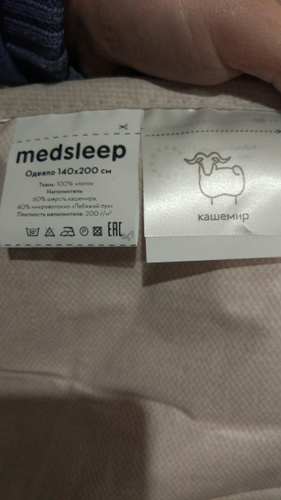 medsleep
Одеяло 140х200 см
Ткань: 100% хлопок
Наполнитель:
60% шерсть кашемира,
40% микроволокно «Лебяжий пух»
Плотность наполнителя: 200 г/м²
EAC
кашемир